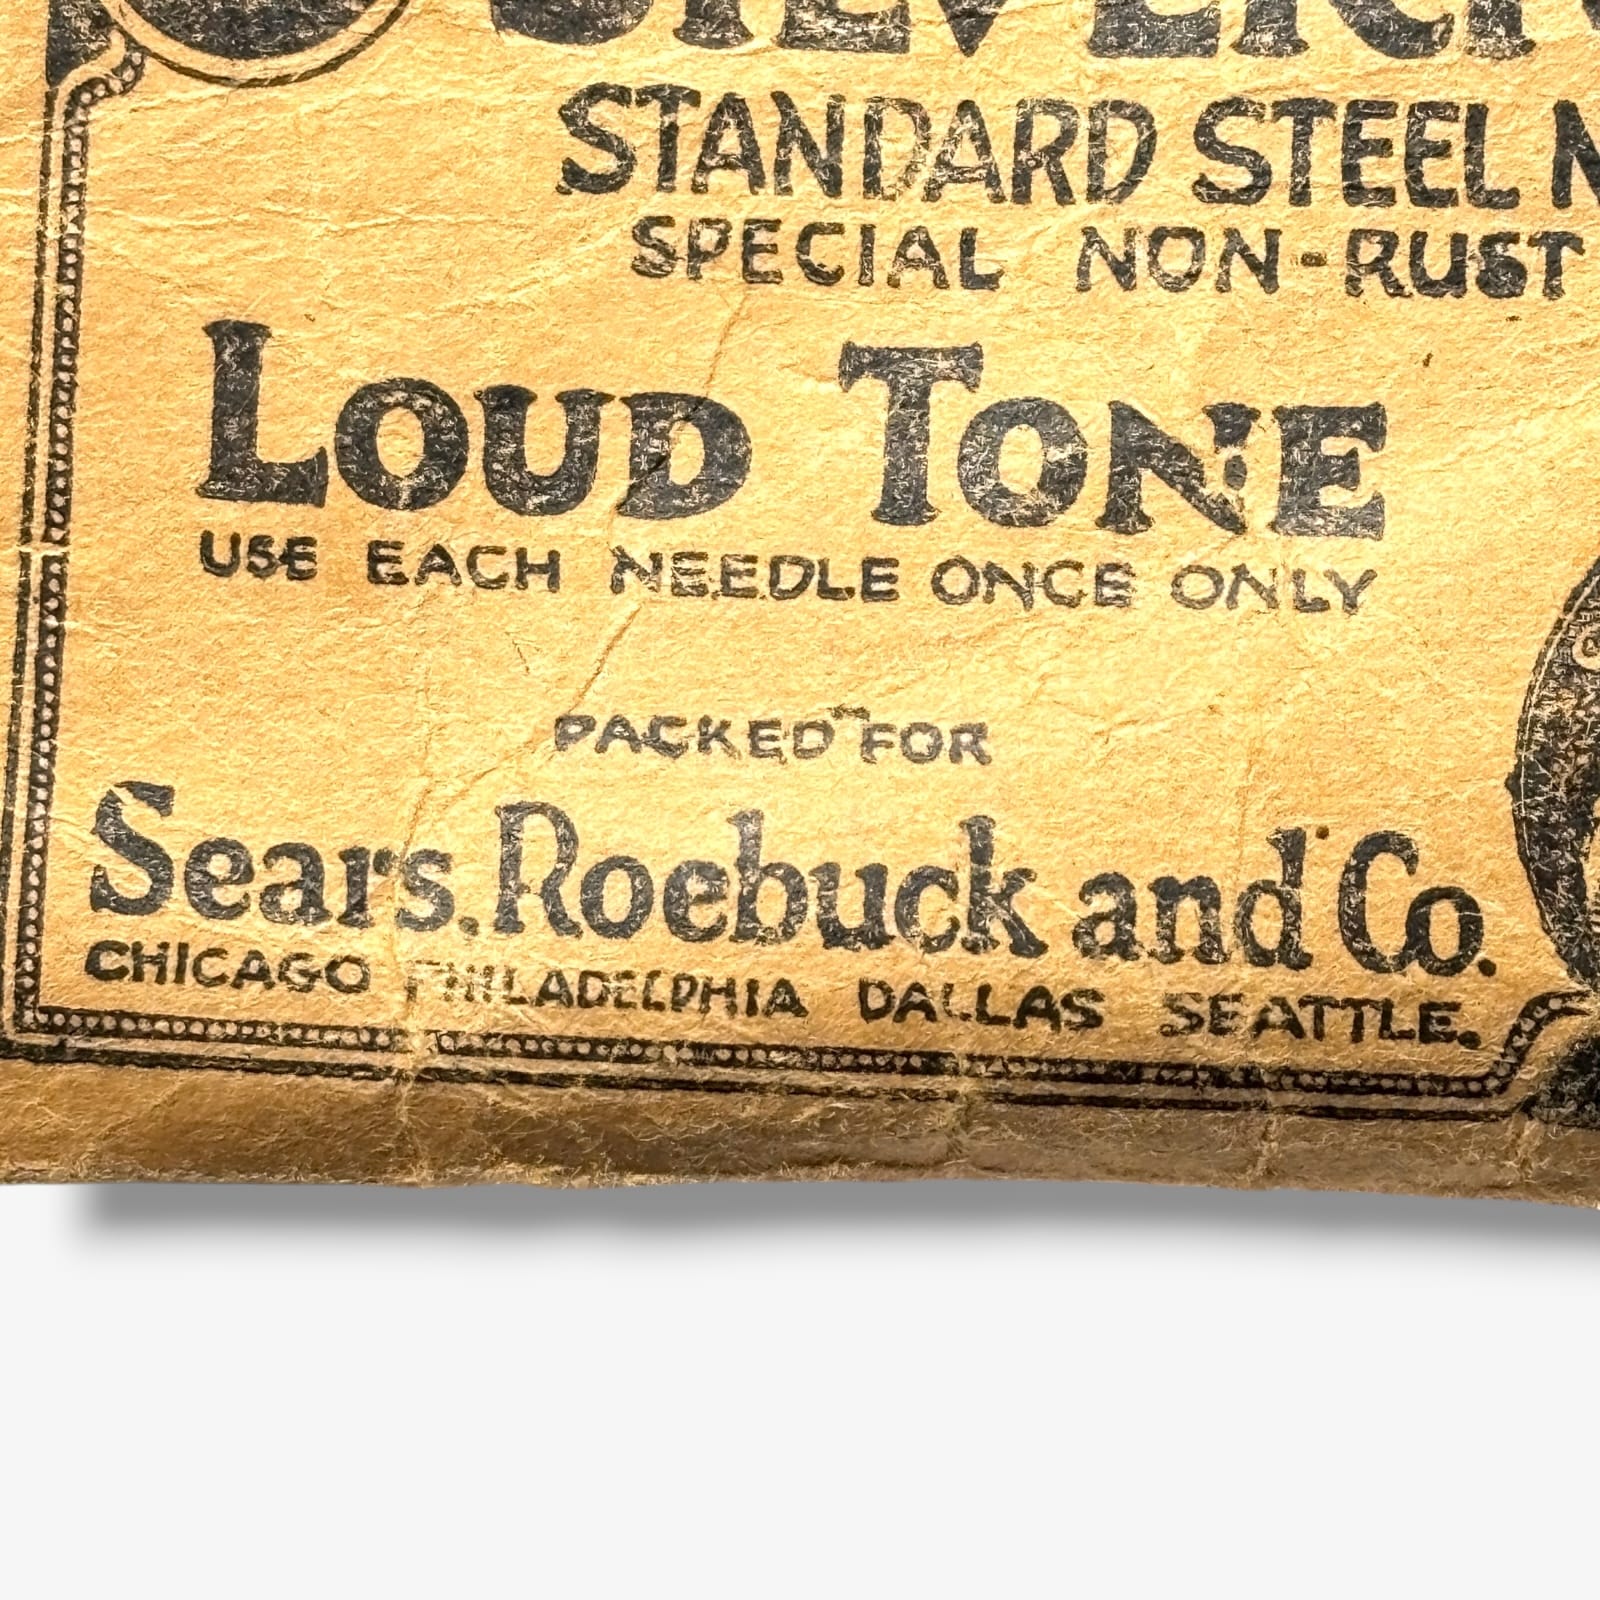 STANDARD STEEL
SPECIAL NON-RUST
LOUD TONE
USE EACH NEEDLE ONCE ONLY
PACKED FOR
Sears, Roebuck and Co.
CHICAGO PHILADELPHIA DALLAS SEATTLE.